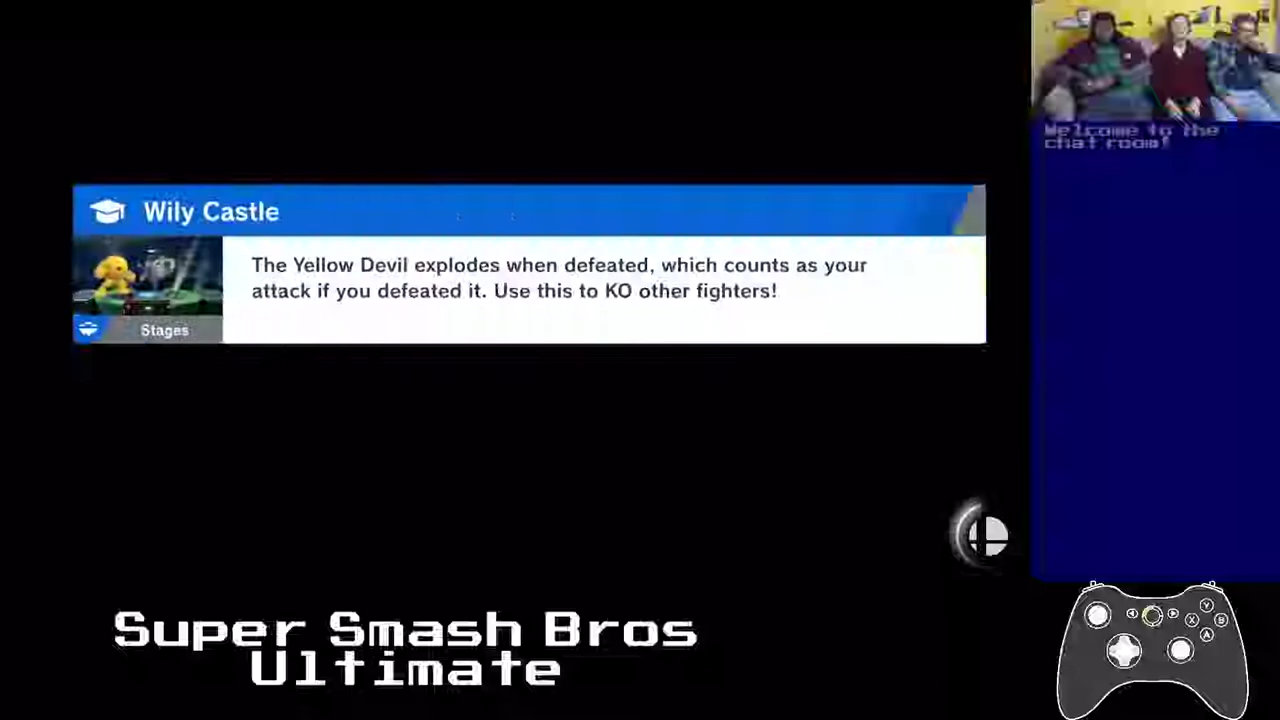 Welcome to the
chat room!
Wily Castle
The Yellow Devil explodes when defeated, which counts as your
attack if you defeated it. Use this to KO other fighters!
Stages
Super Smash Bros
Ultimate
Y
X
B
A